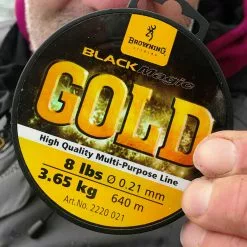 BROWNING
FISHING
BLACK Magic
GOLD
High Quality Multi-Purpose Line
8 lbs Ø 0.21 mm
3.65 kg 640 m
Art.No. 2220 021